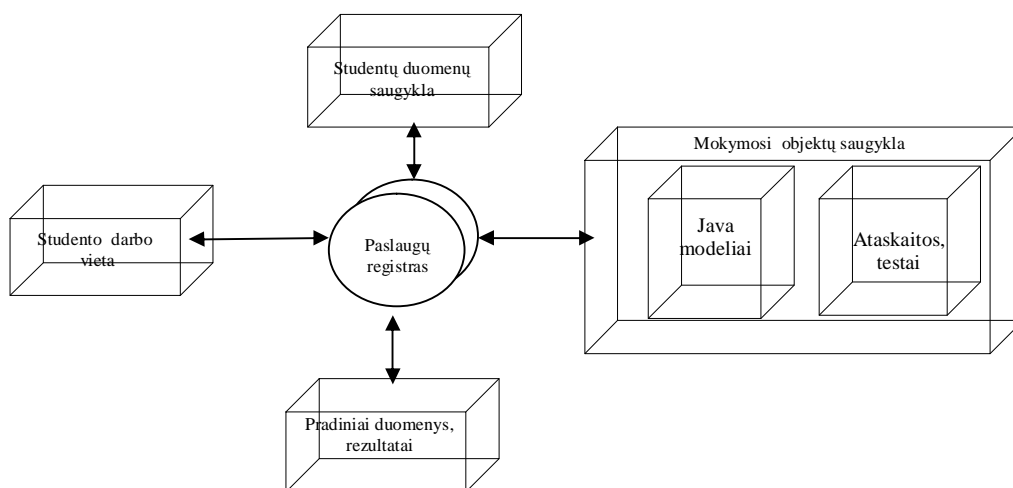 Studentų duomenų
saugykla
Mokymosi objektų saugykla
Java
modeliai
Ataskaitos,
testai
Studento darbo
vieta
Paslaugų
registras
Pradiniai duomenys,
rezultatai